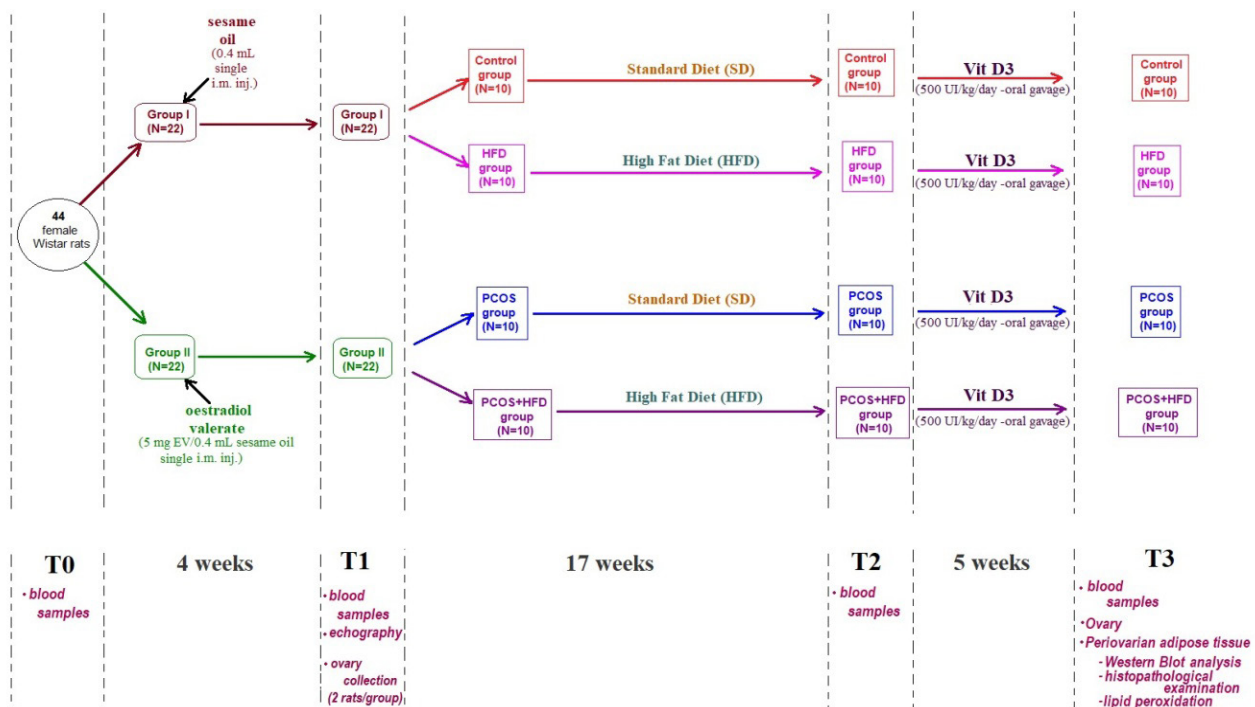 sesame
oil
(0.4 mL
single
i.m. inj.)
44
female
Wistar rats
Group I
(N=22)
Group I
(N=22)
Control
group
(N=10)
Standard Diet (SD)
Control
group
(N=10)
Vit D3
(500 UI/kg/day -oral gavage)
Control
group
(N=10)
HFD
group
(N=10)
High Fat Diet (HFD)
HFD
group
(N=10)
Vit D3
(500 UI/kg/day -oral gavage)
HFD
group
(N=10)
Group II
(N=22)
oestradiol
valerate
(5 mg EV/0.4 mL sesame oil
single i.m. inj.)
Group II
(N=22)
PCOS
group
(N=10)
Standard Diet (SD)
PCOS
group
(N=10)
Vit D3
(500 UI/kg/day -oral gavage)
PCOS
group
(N=10)
PCOS+HFD
group
(N=10)
High Fat Diet (HFD)
PCOS+HFD
group
(N=10)
Vit D3
(500 UI/kg/day -oral gavage)
PCOS+HFD
group
(N=10)
T0
• blood
samples
4 weeks
T1
• blood
samples
• echography
• ovary
collection
(2 rats/group)
17 weeks
T2
• blood
samples
5 weeks
T3
• blood
samples
• Ovary
• Periovarian adipose tissue
- Western Blot analysis
- histopathological
examination
-lipid peroxidation